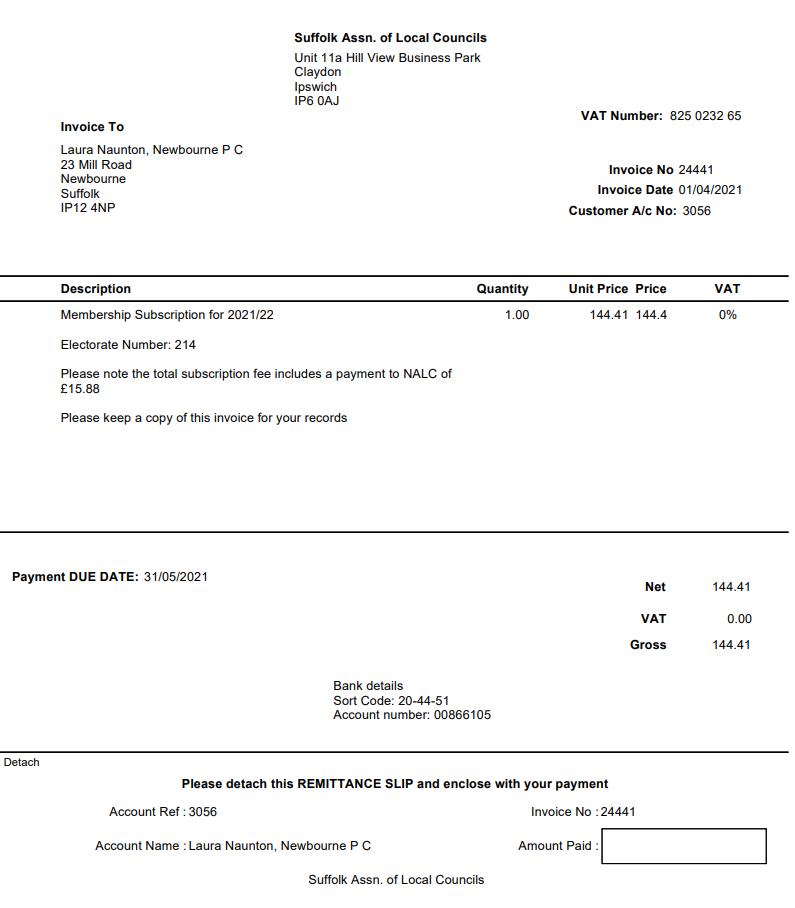 Suffolk Assn. of Local Councils
Unit 11a Hill View Business Park
Claydon
Ipswich
IP6 0AJ
VAT Number: 825 0232 65
Invoice To
Laura Naunton, Newbourne P C
23 Mill Road
Newbourne
Suffolk
IP12 4NP
Invoice No 24441
Invoice Date 01/04/2021
Customer A/c No: 3056
Description Quantity Unit Price Price VAT
Membership Subscription for 2021/22 1.00 144.41 144.4 0%
Electorate Number: 214
Please note the total subscription fee includes a payment to NALC of
£15.88
Please keep a copy of this invoice for your records
Payment DUE DATE: 31/05/2021
Net 144.41
VAT 0.00
Gross 144.41
Bank details
Sort Code: 20-44-51
Account number: 00866105
Detach
Please detach this REMITTANCE SLIP and enclose with your payment
Account Ref : 3056 Invoice No : 24441
Account Name : Laura Naunton, Newbourne P C Amount Paid :
Suffolk Assn. of Local Councils